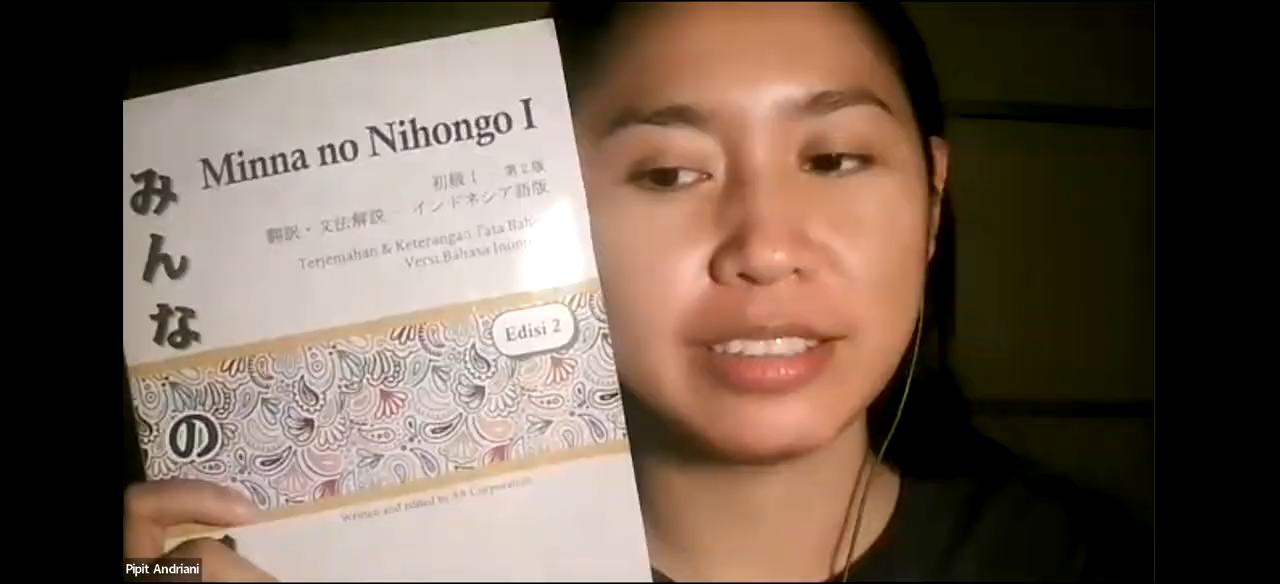 Minna no Nihongo I
初級 I 第2版
翻訳・文法解説 インドネシア語版
Terjemahan & Keterangan Tata
Versi Bahasa
みんなの
Edisi 2
Written and edited by Corporation
Pipit Andriani